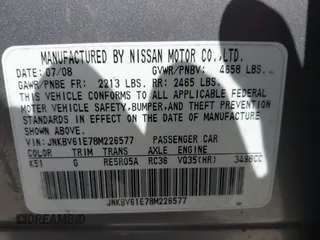 MANUFACTURED BY NISSAN MOTOR CO.,LTD.
DATE: 07/08 GVWR/PNBV: 4658 LBS.
GAWR/PNBE FR: 2213 LBS. RR: 2465 LBS.
THIS VEHICLE CONFORMS TO ALL APPLICABLE FEDERAL
MOTOR VEHICLE SAFETY, BUMPER, AND THEFT PREVENTION
STANDARDS IN EFFECT ON THE DATE OF MANUFACTURE
SHOWN ABOVE.
VIN: JNKBV61E78M226577 PASSENGER CAR
COLOR TRIM TRANS AXLE ENGINE
K51 G RE5R05A RC36 VQ35(HR) 3498CC
JNKBV61E78M226577
DREAMBID